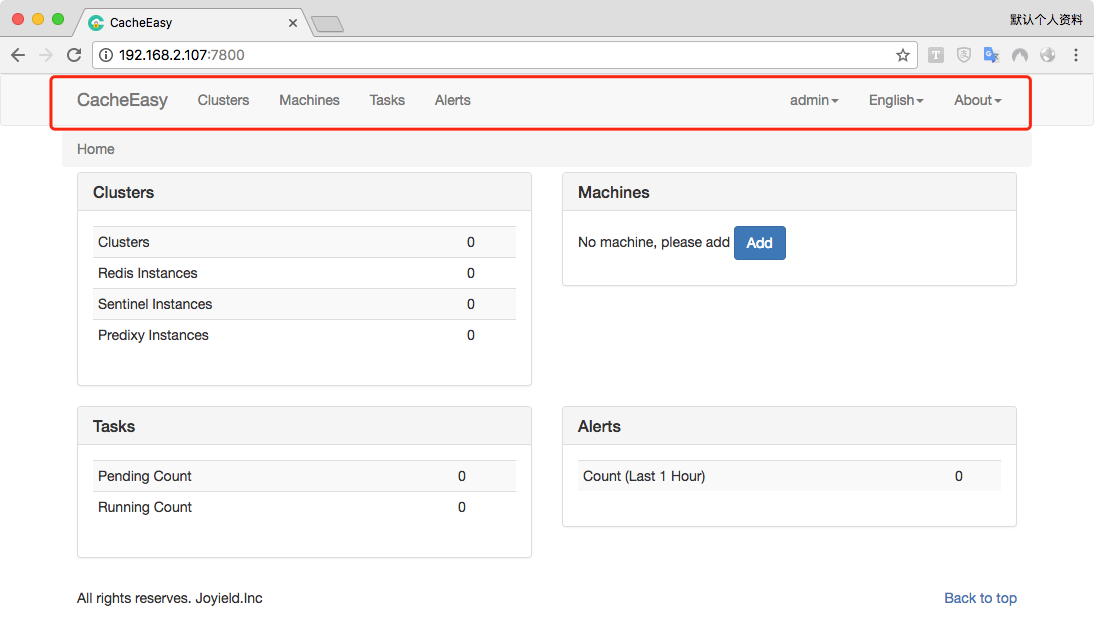 CacheEasy
默认个人资料
192.168.2.107:7800
CacheEasy Clusters Machines Tasks Alerts admin English About
Home
Clusters
Clusters 0
Redis Instances 0
Sentinel Instances 0
Predixy Instances 0
Machines
No machine, please add Add
Tasks
Pending Count 0
Running Count 0
Alerts
Count (Last 1 Hour) 0
All rights reserves. Joyield.Inc
Back to top